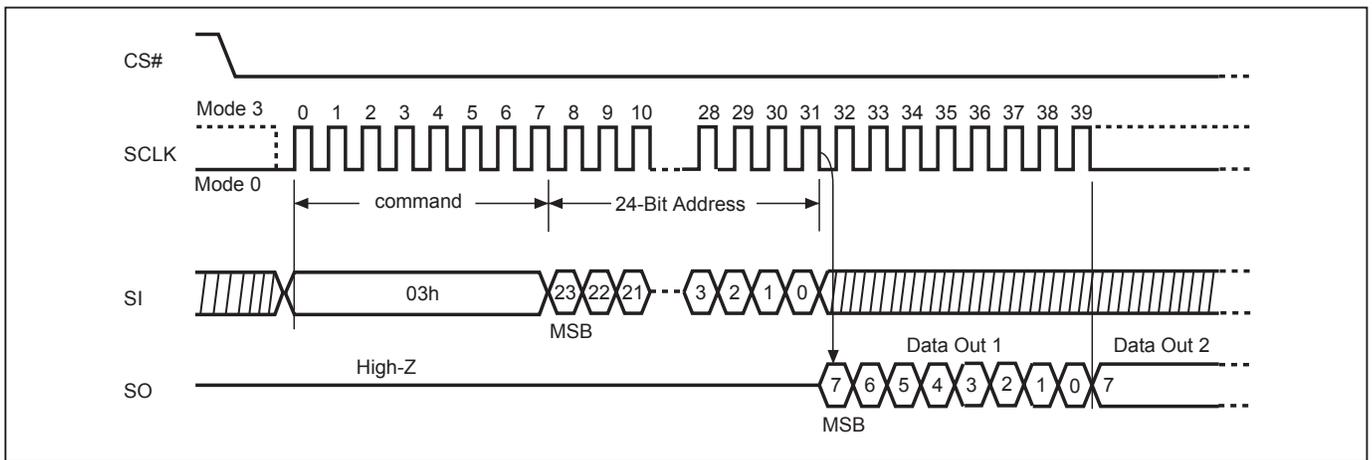 CS#
Mode 3
0 1 2 3 4 5 6 7 8 9 10 28 29 30 31 32 33 34 35 36 37 38 39
SCLK
Mode 0
command
24-Bit Address
SI
03h
23 22 21 3 2 1 0
MSB
Data Out 1
Data Out 2
High-Z
SO
7 6 5 4 3 2 1 0 7
MSB